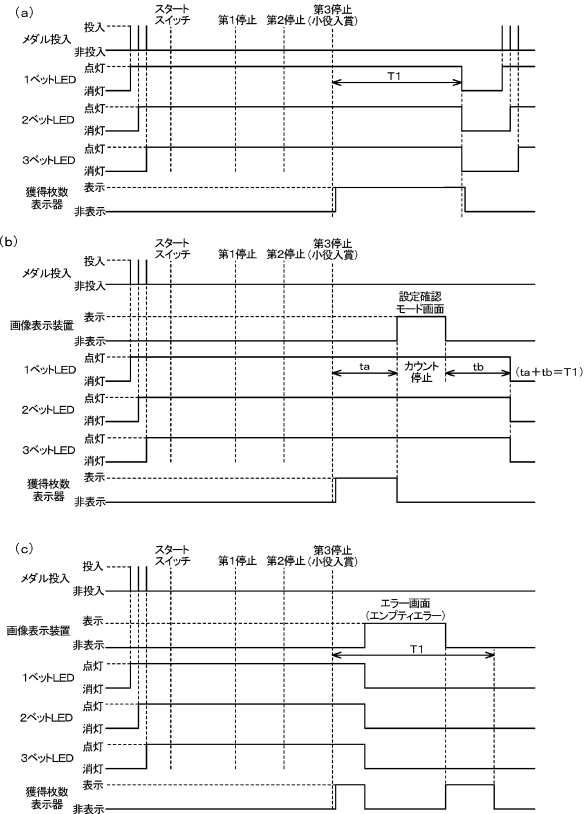 (a)
スタート
スイッチ
第1停止
第2停止
第3停止
(小役入賞)
メダル投入
投入
非投入
1ベットLED
点灯
消灯
T1
2ベットLED
点灯
消灯
3ベットLED
点灯
消灯
獲得枚数
表示器
表示
非表示
(b)
スタート
スイッチ
第1停止
第2停止
第3停止
(小役入賞)
メダル投入
投入
非投入
設定確認
モード画面
画像表示装置
表示
非表示
1ベットLED
点灯
消灯
ta
カウント
停止
tb
(ta+tb=T1)
2ベットLED
点灯
消灯
3ベットLED
点灯
消灯
獲得枚数
表示器
表示
非表示
(c)
スタート
スイッチ
第1停止
第2停止
第3停止
(小役入賞)
メダル投入
投入
非投入
エラー画面
(エンプティエラー)
画像表示装置
表示
非表示
T1
1ベットLED
点灯
消灯
2ベットLED
点灯
消灯
3ベットLED
点灯
消灯
獲得枚数
表示器
表示
非表示